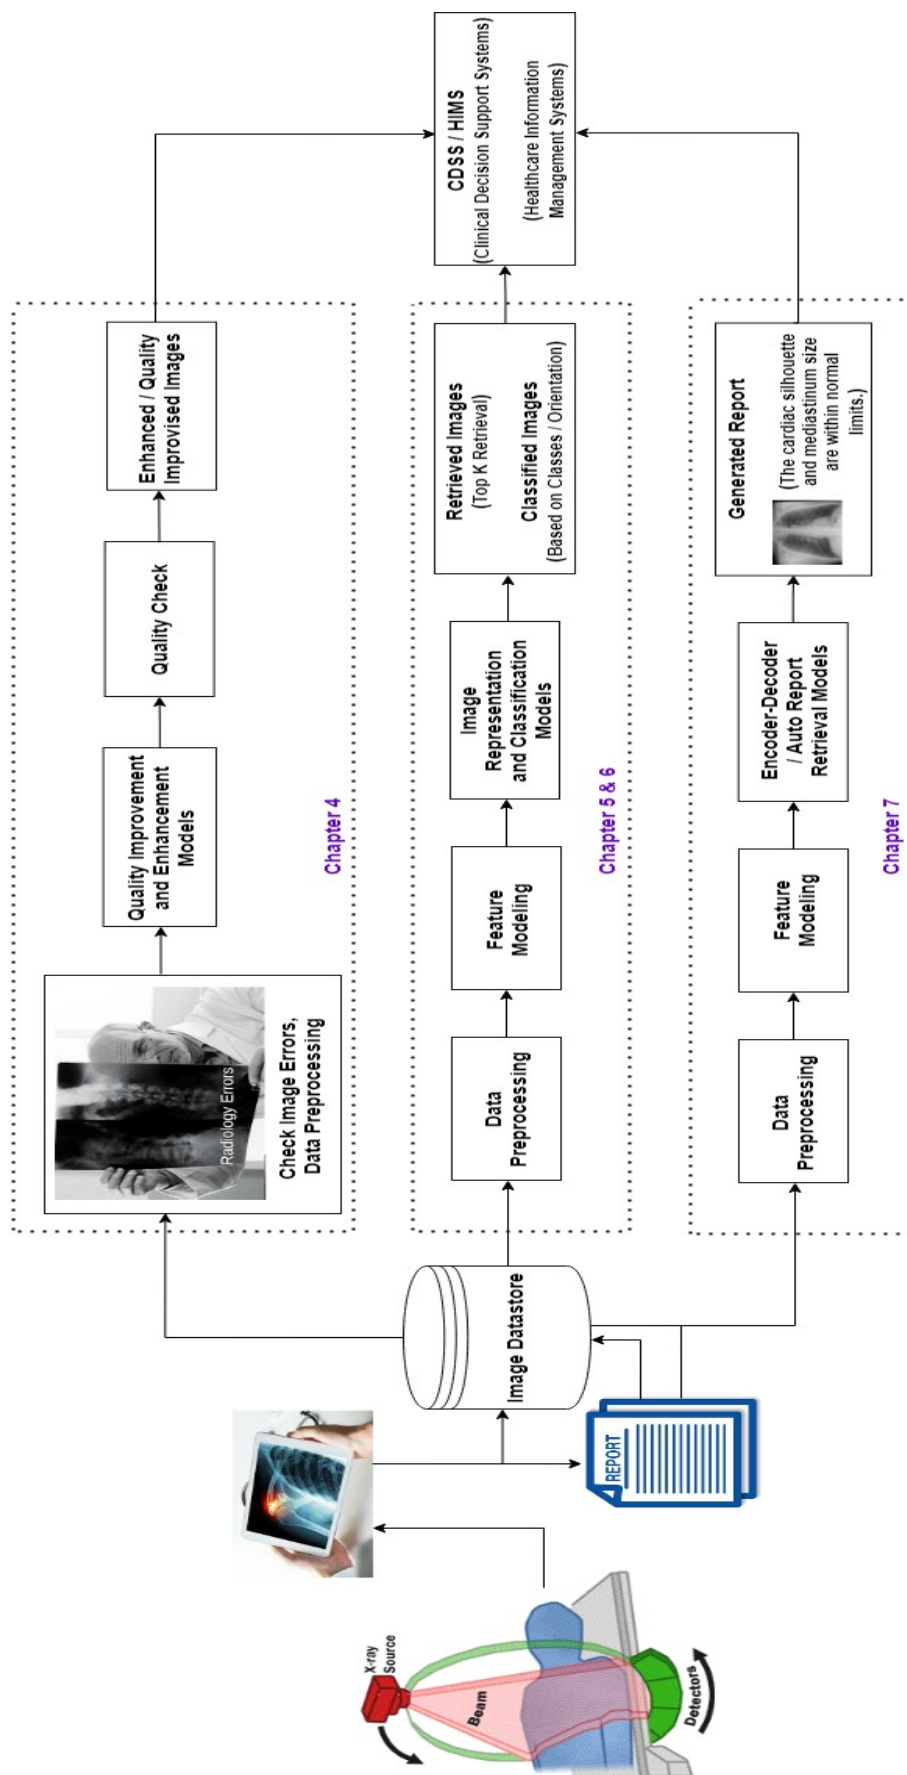 X-ray
Source
Beam
Detectors
REPORT
Image Datastore
Radiology Errors
Check Image Errors,
Data Preprocessing
Quality Improvement
and Enhancement
Models
Quality Check
Enhanced / Quality
Improvised Images
Chapter 4
Data
Preprocessing
Feature
Modeling
Image
Representation
and Classification
Models
Retrieved Images
(Top K Retrieval)
Classified Images
(Based on Classes / Orientation)
Chapter 5 & 6
Data
Preprocessing
Feature
Modeling
Encoder-Decoder
/ Auto Report
Retrieval Models
Generated Report
(The cardiac silhouette
and mediastinum size
are within normal
limits.)
Chapter 7
CDSS / HIMS
(Clinical Decision Support Systems)
(Healthcare Information
Management Systems)